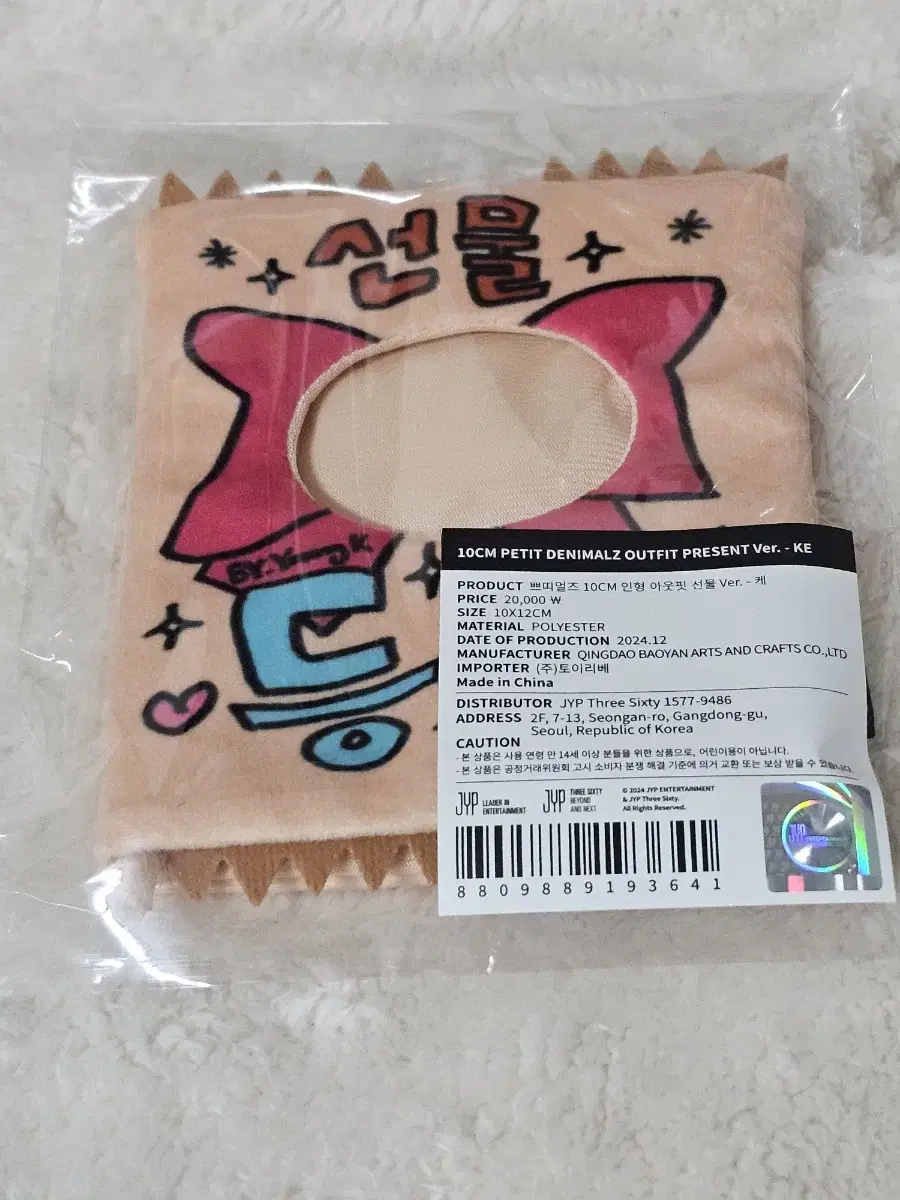 선물
BY. Young K.
등
10CM PETIT DENIMALZ OUTFIT PRESENT Ver. - KE
PRODUCT 쁘띠멀즈 10CM 인형 아웃핏 선물 Ver. - 케
PRICE 20,000 ₩
SIZE 10X12CM
MATERIAL POLYESTER
DATE OF PRODUCTION 2024.12
MANUFACTURER QINGDAO BAOYAN ARTS AND CRAFTS CO.,LTD
IMPORTER (주)토이리베
Made in China
DISTRIBUTOR JYP Three Sixty 1577-9486
ADDRESS 2F, 7-13, Seongan-ro, Gangdong-gu,
Seoul, Republic of Korea
CAUTION
- 본 상품은 사용 연령 만 14세 이상 분들을 위한 상품으로, 어린이용이 아닙니다.
- 본 상품은 공정거래위원회 고시 소비자 분쟁 해결 기준에 의거 교환 또는 보상 받을 수 있습니다.
JYP LEADER IN ENTERTAINMENT
JYP THREE SIXTY BEYOND AND NEXT
© 2024 JYP ENTERTAINMENT
& JYP Three Sixty.
All Rights Reserved.
JYP ENTERTAINMENT
8809889193641